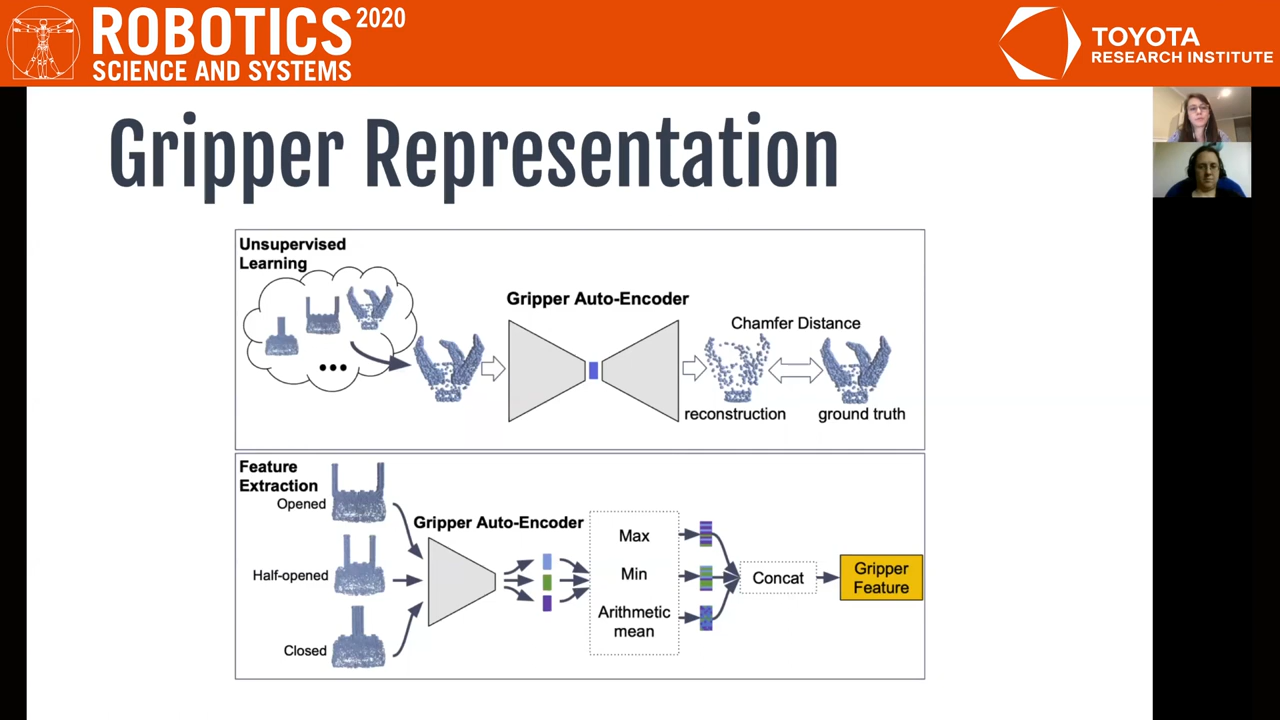 ROBOTICS 2020
SCIENCE AND SYSTEMS
TOYOTA
RESEARCH INSTITUTE
Gripper Representation
Unsupervised
Learning
Gripper Auto-Encoder
Chamfer Distance
reconstruction
ground truth
Feature
Extraction
Opened
Gripper Auto-Encoder
Half-opened
Closed
Max
Min
Arithmetic
mean
Concat
Gripper
Feature